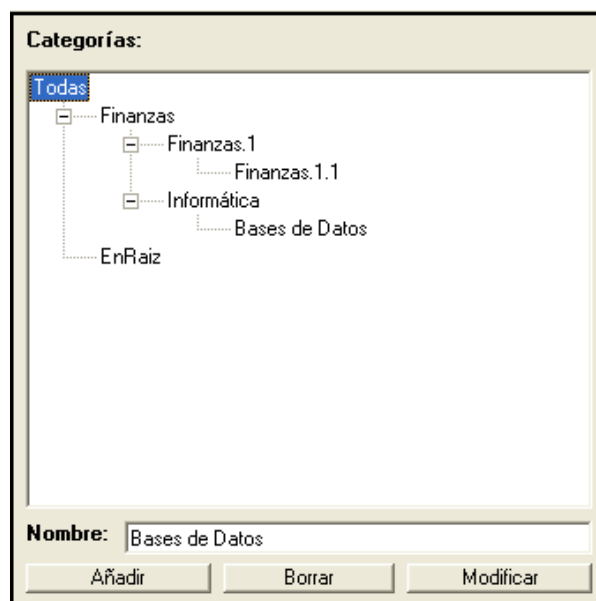 Categorías:
Todas
Finanzas
Finanzas.1
Finanzas.1.1
Informática
Bases de Datos
EnRaiz
Nombre: Bases de Datos
Añadir Borrar Modificar